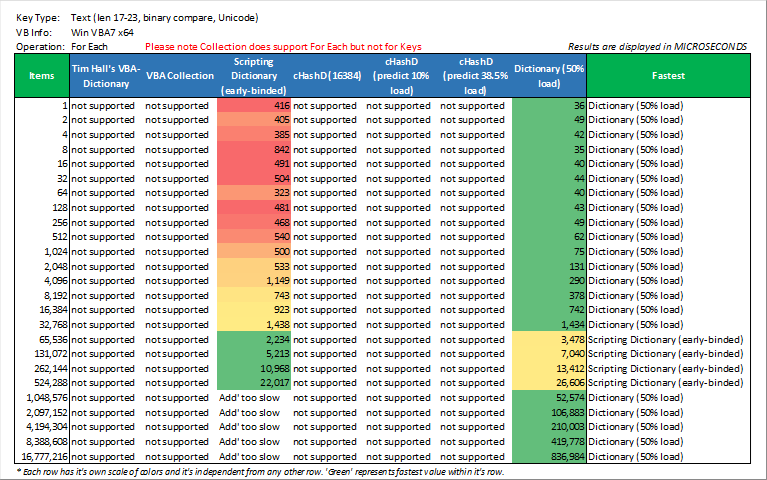 Key Type: Text (len 17-23, binary compare, Unicode)
VB Info: Win VBA7 x64
Operation: For Each Please note Collection does support For Each but not for Keys Results are displayed in MICROSECONDS
Items Tim Hall's VBA-Dictionary VBA Collection Scripting Dictionary (early-binded) cHashD (16384) cHashD (predict 10% load) cHashD (predict 38.5% load) Dictionary (50% load) Fastest
1 not supported not supported 416 not supported not supported not supported 36 Dictionary (50% load)
2 not supported not supported 405 not supported not supported not supported 49 Dictionary (50% load)
4 not supported not supported 385 not supported not supported not supported 42 Dictionary (50% load)
8 not supported not supported 842 not supported not supported not supported 35 Dictionary (50% load)
16 not supported not supported 491 not supported not supported not supported 40 Dictionary (50% load)
32 not supported not supported 504 not supported not supported not supported 44 Dictionary (50% load)
64 not supported not supported 323 not supported not supported not supported 40 Dictionary (50% load)
128 not supported not supported 481 not supported not supported not supported 43 Dictionary (50% load)
256 not supported not supported 468 not supported not supported not supported 49 Dictionary (50% load)
512 not supported not supported 540 not supported not supported not supported 62 Dictionary (50% load)
1,024 not supported not supported 500 not supported not supported not supported 75 Dictionary (50% load)
2,048 not supported not supported 533 not supported not supported not supported 131 Dictionary (50% load)
4,096 not supported not supported 1,149 not supported not supported not supported 290 Dictionary (50% load)
8,192 not supported not supported 743 not supported not supported not supported 378 Dictionary (50% load)
16,384 not supported not supported 923 not supported not supported not supported 742 Dictionary (50% load)
32,768 not supported not supported 1,438 not supported not supported not supported 1,434 Dictionary (50% load)
65,536 not supported not supported 2,234 not supported not supported not supported 3,478 Scripting Dictionary (early-binded)
131,072 not supported not supported 5,213 not supported not supported not supported 7,040 Scripting Dictionary (early-binded)
262,144 not supported not supported 10,968 not supported not supported not supported 13,412 Scripting Dictionary (early-binded)
524,288 not supported not supported 22,017 not supported not supported not supported 26,606 Scripting Dictionary (early-binded)
1,048,576 not supported not supported Add' too slow not supported not supported not supported 52,574 Dictionary (50% load)
2,097,152 not supported not supported Add' too slow not supported not supported not supported 106,883 Dictionary (50% load)
4,194,304 not supported not supported Add' too slow not supported not supported not supported 210,003 Dictionary (50% load)
8,388,608 not supported not supported Add' too slow not supported not supported not supported 419,778 Dictionary (50% load)
16,777,216 not supported not supported Add' too slow not supported not supported not supported 836,984 Dictionary (50% load)
* Each row has it's own scale of colors and it's independent from any other row. 'Green' represents fastest value within it's row.